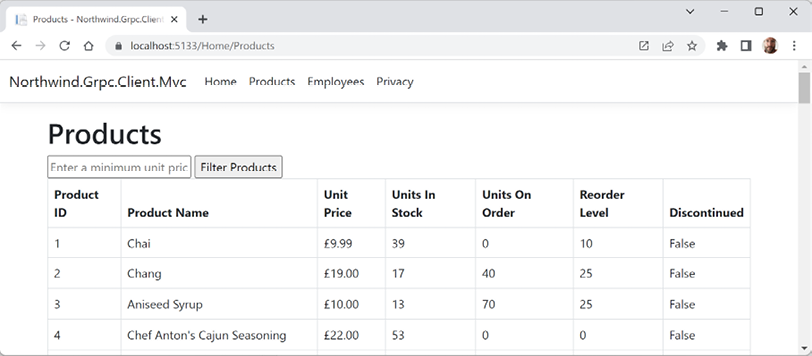 Products - Northwind.Grpc.Client
localhost:5133/Home/Products
Northwind.Grpc.Client.Mvc Home Products Employees Privacy
Products
Enter a minimum unit pric Filter Products
Product ID Product Name Unit Price Units In Stock Units On Order Reorder Level Discontinued
1 Chai £9.99 39 0 10 False
2 Chang £19.00 17 40 25 False
3 Aniseed Syrup £10.00 13 70 25 False
4 Chef Anton's Cajun Seasoning £22.00 53 0 0 False